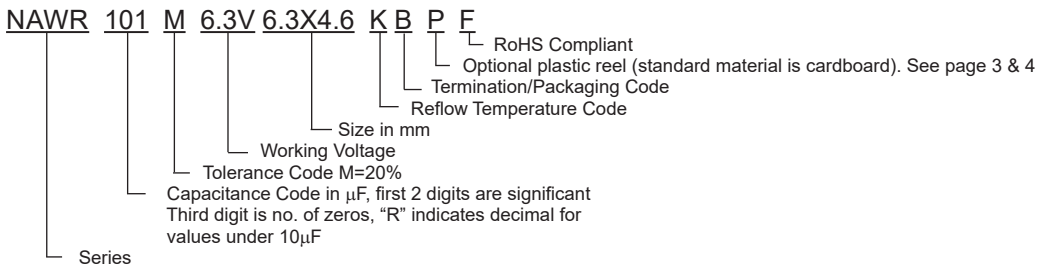 NAWR 101 M 6.3V 6.3X4.6 K B P F
RoHS Compliant
Optional plastic reel (standard material is cardboard). See page 3 & 4
Termination/Packaging Code
Reflow Temperature Code
Size in mm
Working Voltage
Tolerance Code M=20%
Capacitance Code in μF, first 2 digits are significant
Third digit is no. of zeros, “R” indicates decimal for
values under 10μF
Series